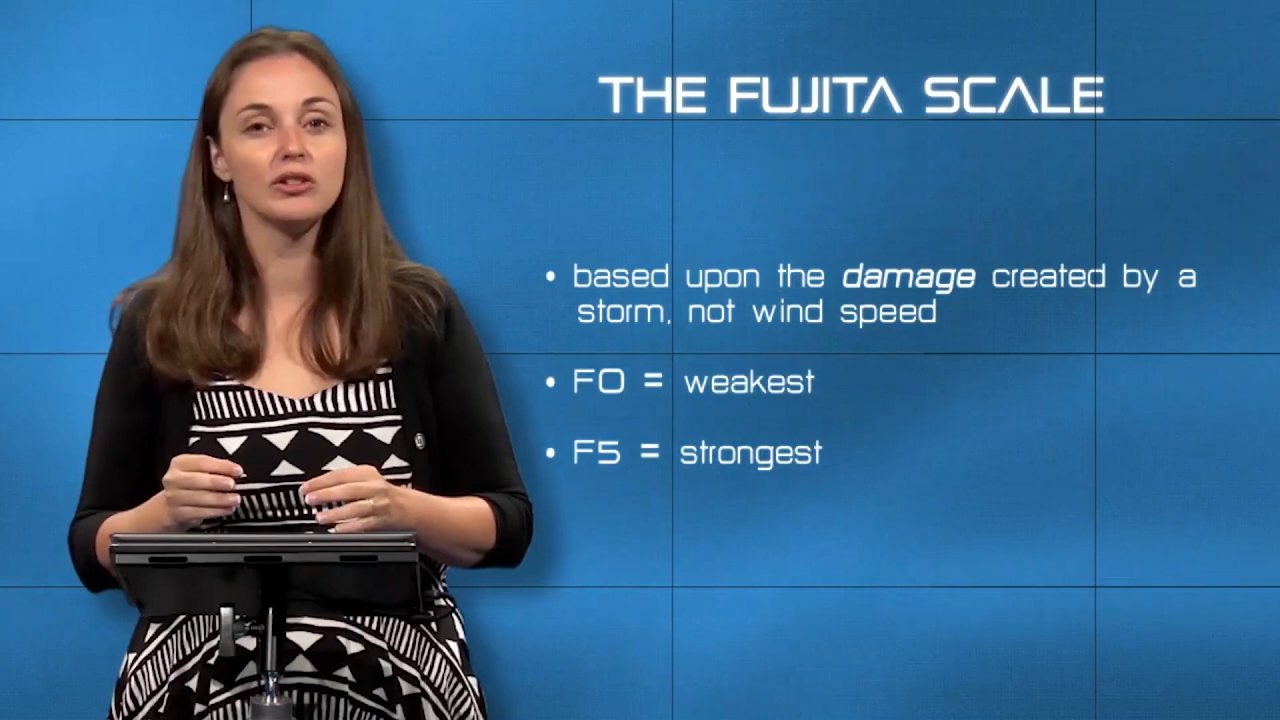 THE FUJITA SCALE
• based upon the damage created by a
storm, not wind speed
• F0 = weakest
• F5 = strongest